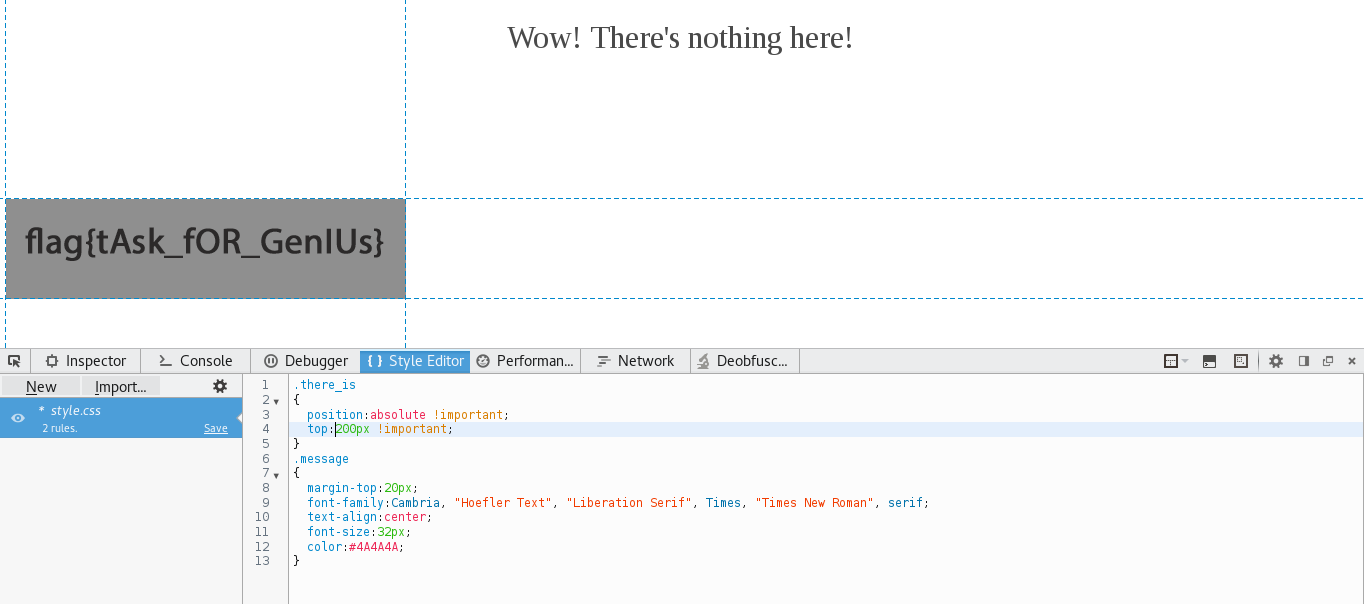 Wow! There's nothing here!
flag{tAsk_fOR_GenIUs}
Inspector Console Debugger { } Style Editor Performan... Network Deobfusc...
New Import...
* style.css
2 rules. Save
1 .there_is
2 {
3 position:absolute !important;
4 top:200px !important;
5 }
6 .message
7 {
8 margin-top:20px;
9 font-family:Cambria, "Hoefler Text", "Liberation Serif", Times, "Times New Roman", serif;
10 text-align:center;
11 font-size:32px;
12 color:#4A4A4A;
13 }